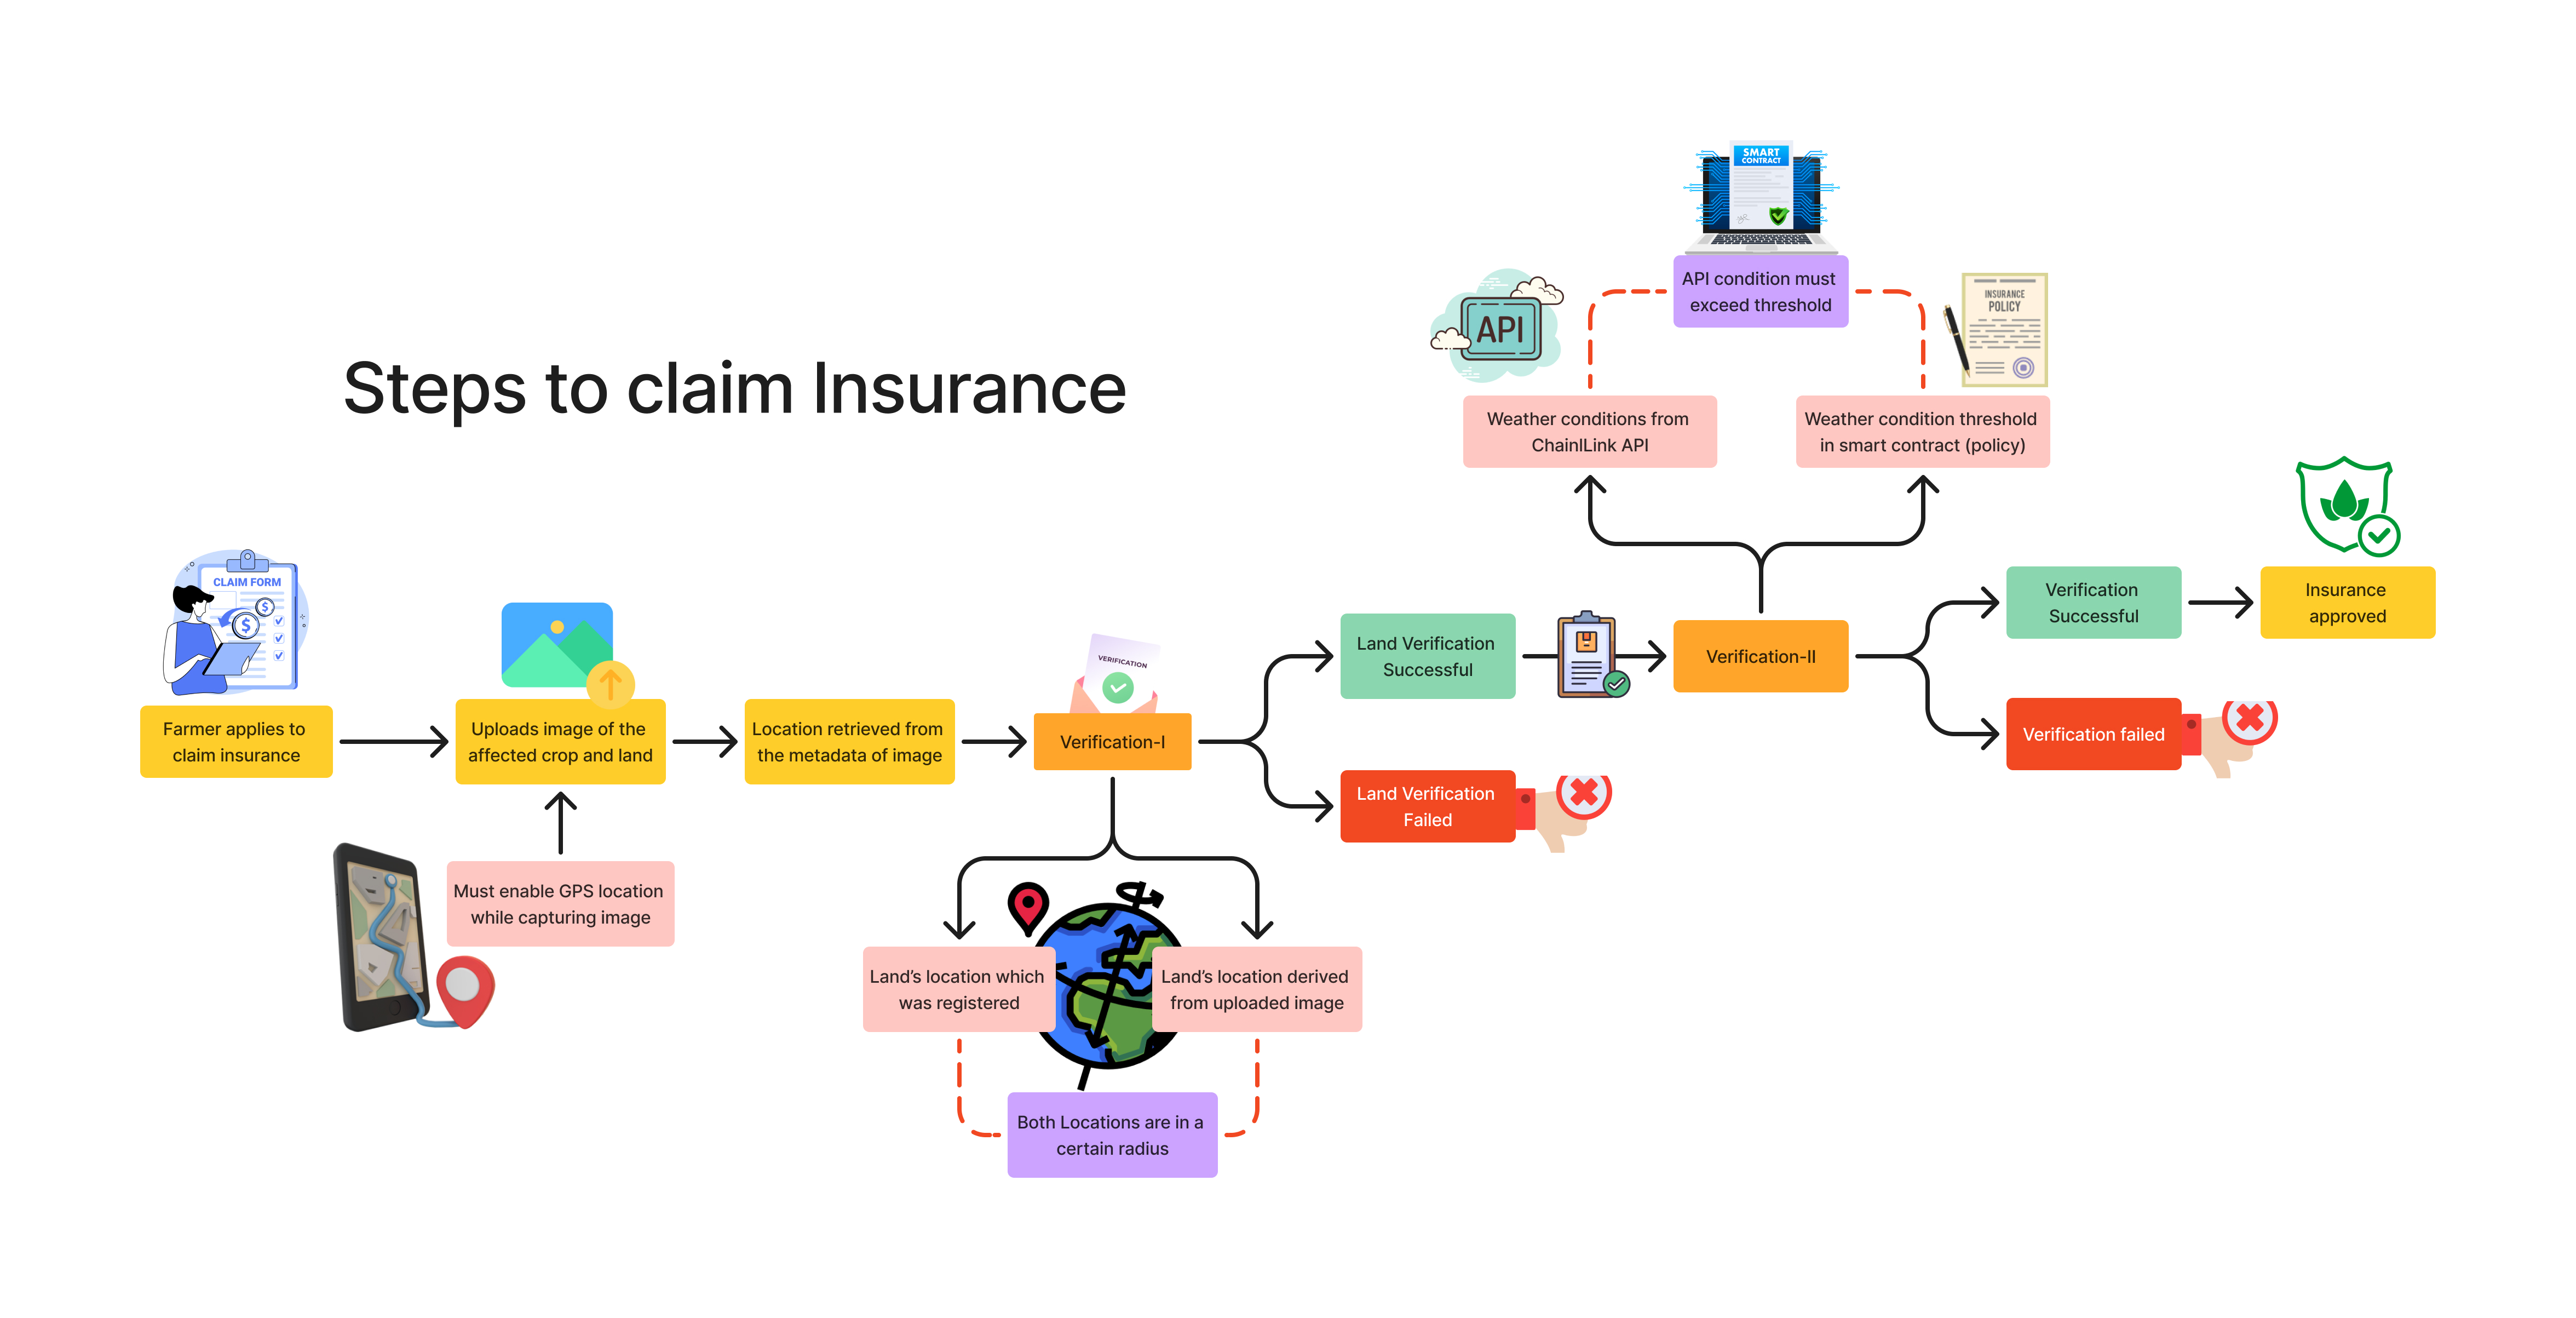 SMART
CONTRACT
API condition must
exceed threshold
API
INSURANCE
POLICY
Steps to claim Insurance
Weather conditions from
ChainlLink API
Weather condition threshold
in smart contract (policy)
CLAIM FORM
Farmer applies to
claim insurance
Uploads image of the
affected crop and land
Location retrieved from
the metadata of image
VERIFICATION
Verification-I
Land Verification
Successful
Verification-II
Verification
Successful
Insurance
approved
Verification failed
Land Verification
Failed
Must enable GPS location
while capturing image
Land’s location which
was registered
Land’s location derived
from uploaded image
Both Locations are in a
certain radius